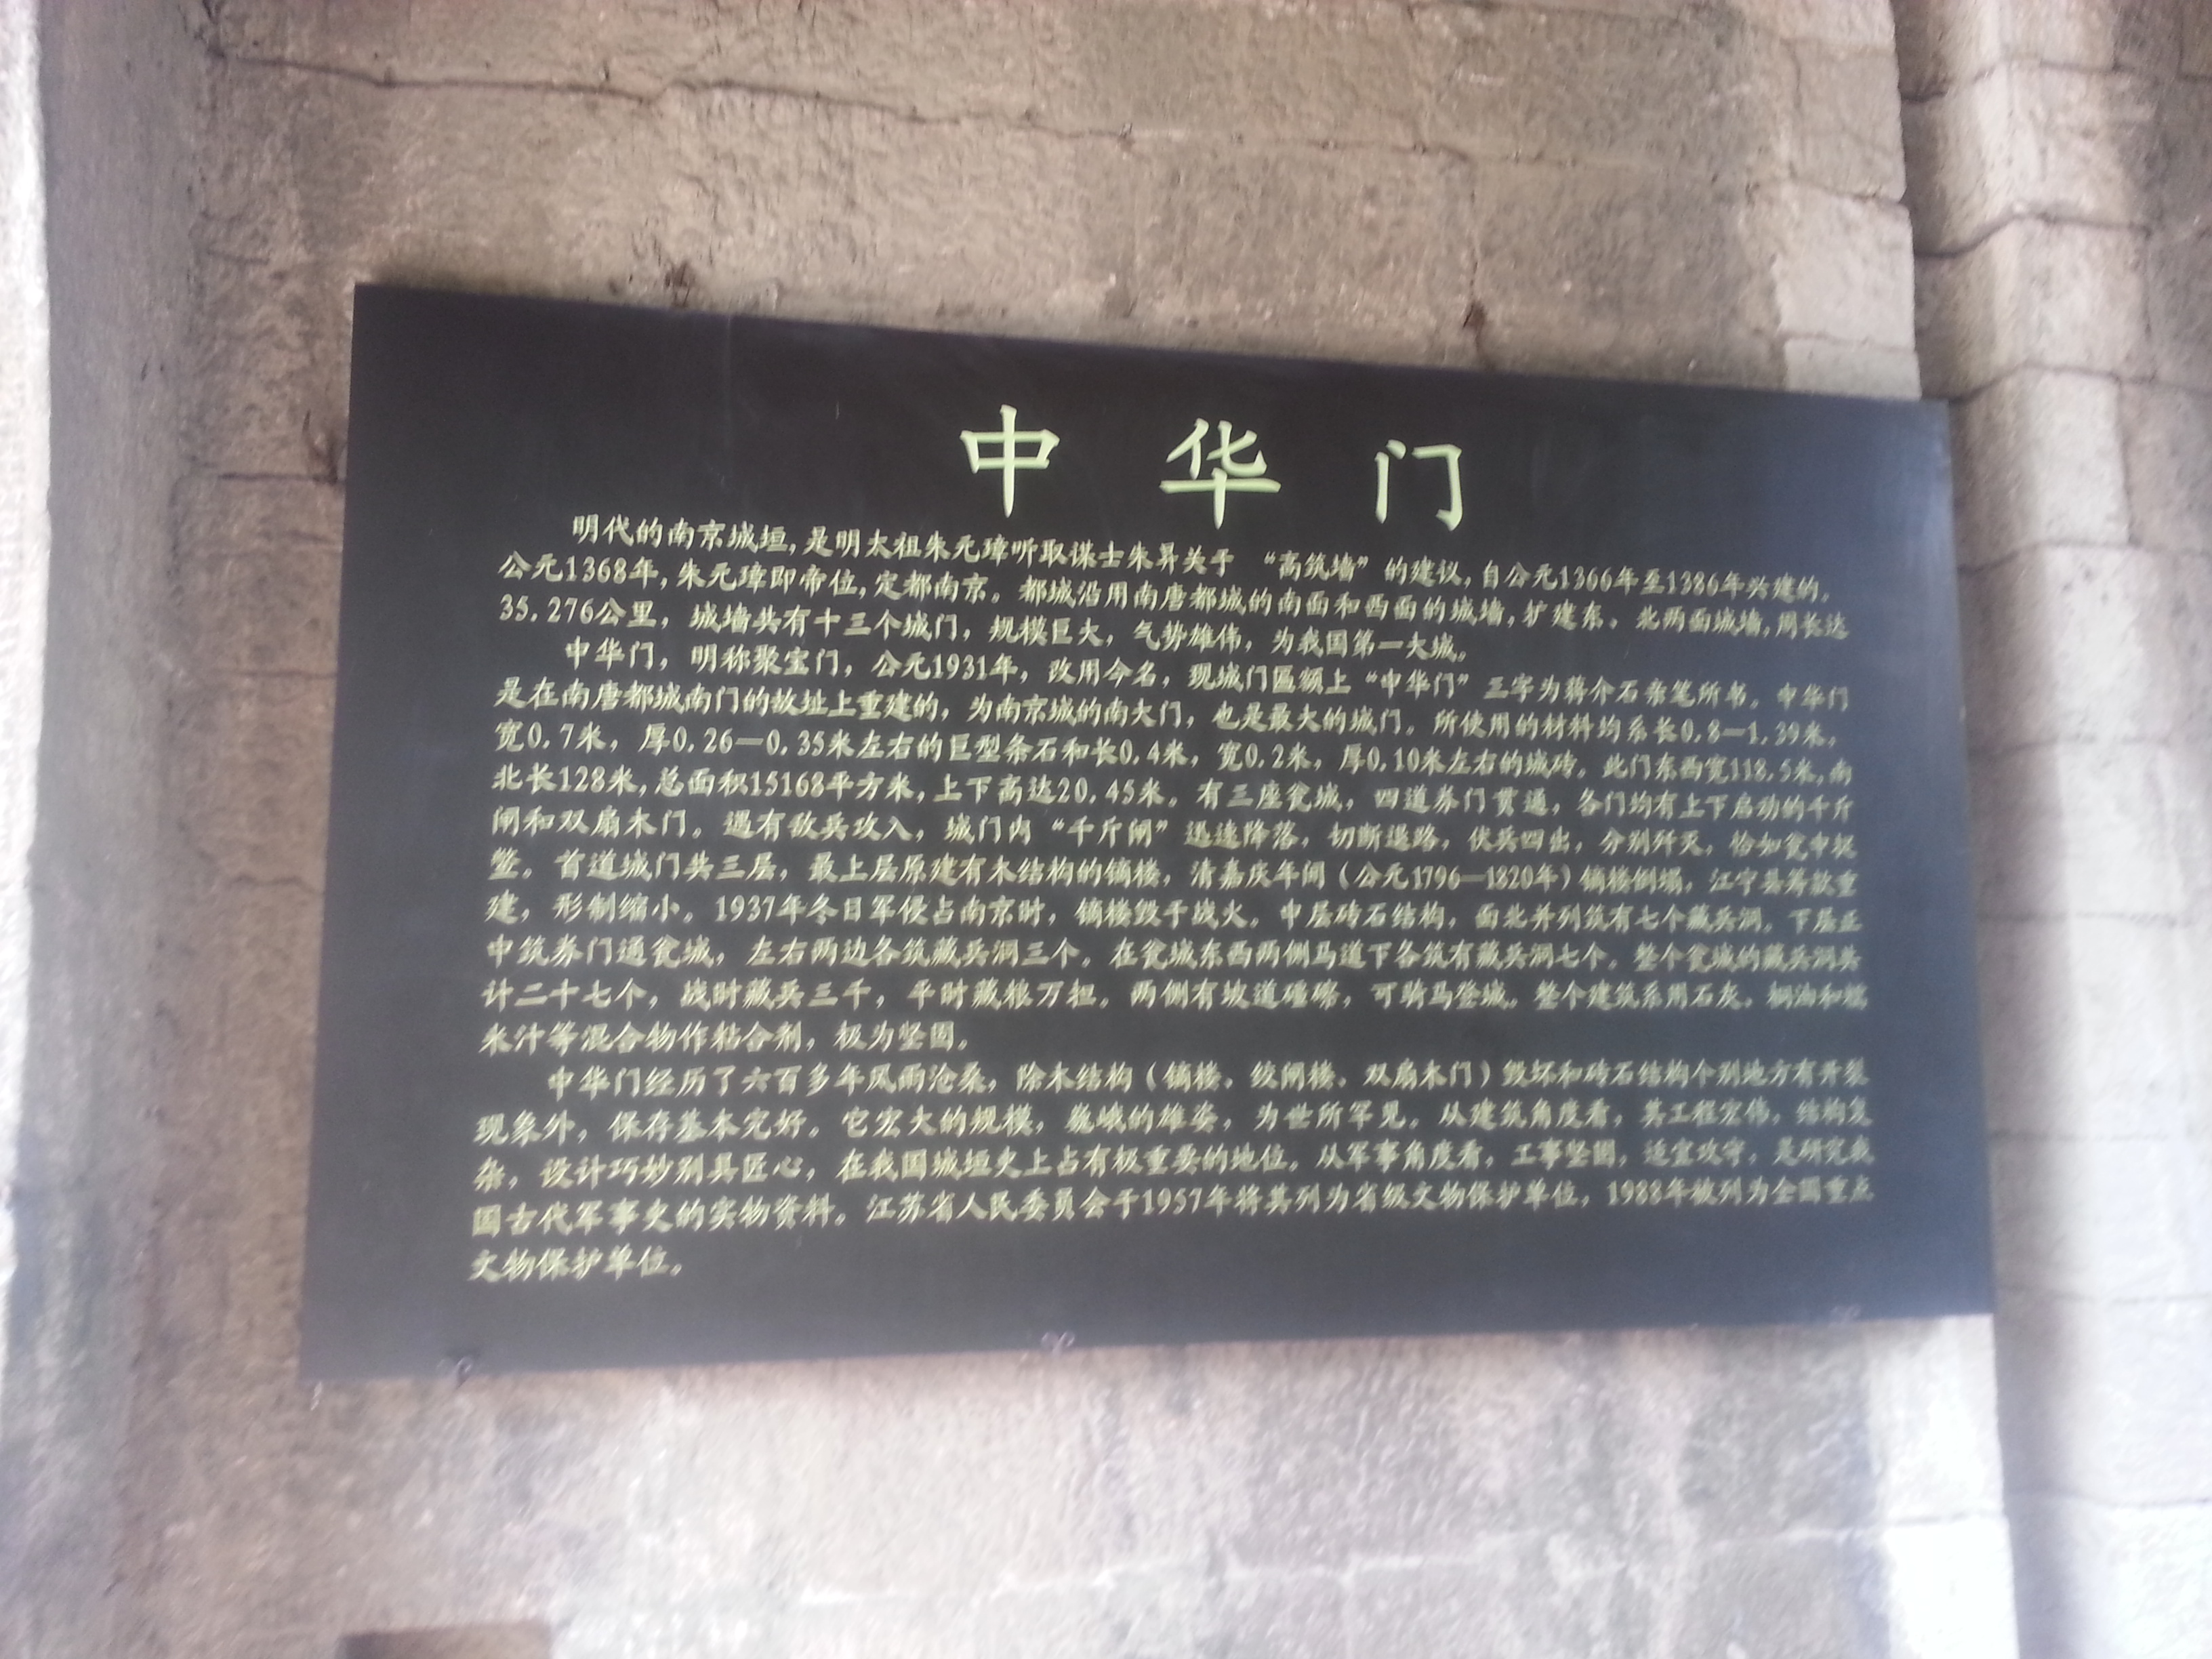 中华门
明代的南京城垣,是明太祖朱元璋听取谋士朱昇关于 “高筑墙”的建议,自公元1366年至1386年兴建的。
公元1368年,朱元璋即帝位,定都南京。都城沿用南唐都城的南面和西面的城墙,扩建东、北两面城墙,周长达
35.276公里,城墙共有十三个城门,规模巨大,气势雄伟,为我国第一大城。
中华门,明称聚宝门,公元1931年,改用今名,现城门匾额上“中华门”三字为蒋介石亲笔所书。中华门
是在南唐都城南门的故址上重建的,为南京城的南大门,也是最大的城门。所使用的材料均系长0.8—1.39米,
宽0.7米,厚0.26—0.35米左右的巨型条石和长0.4米,宽0.2米,厚0.10米左右的城砖。此门东西宽118.5米,南
北长128米,总面积15168平方米,上下高达20.45米。有三座瓮城,四道券门贯通,各门均有上下启动的千斤
闸和双扇木门。遇有敌兵攻入,城门内“千斤闸”迅速降落,切断退路,伏兵四出,分别歼灭,恰如瓮中捉
鳖。首道城门共三层,最上层原建有木结构的镝楼,清嘉庆年间(公元1796—1820年)镝楼倒塌,江宁县筹款重
建,形制缩小。1937年冬日军侵占南京时,镝楼毁于战火。中层砖石结构,面北并列筑有七个藏兵洞。下层正
中筑券门通瓮城,左右两边各筑藏兵洞三个。在瓮城东西两侧马道下各筑有藏兵洞七个。整个瓮城的藏兵洞共
计二十七个,战时藏兵三千,平时藏粮万担。两侧有坡道礓磜,可骑马登城。整个建筑系用石灰、桐油和糯
米汁等混合物作粘合剂,极为坚固。
中华门经历了六百多年风雨沧桑,除木结构(镝楼、绞闸楼、双扇木门)毁坏和砖石结构个别地方有开裂
现象外,保存基本完好。它宏大的规模,巍峨的雄姿,为世所罕见。从建筑角度看,其工程宏伟,结构复
杂,设计巧妙别具匠心,在我国城垣史上占有极重要的地位。从军事角度看,工事坚固,适宜攻守,是研究我
国古代军事史的实物资料。江苏省人民委员会于1957年将其列为省级文物保护单位,1988年被列为全国重点
文物保护单位。